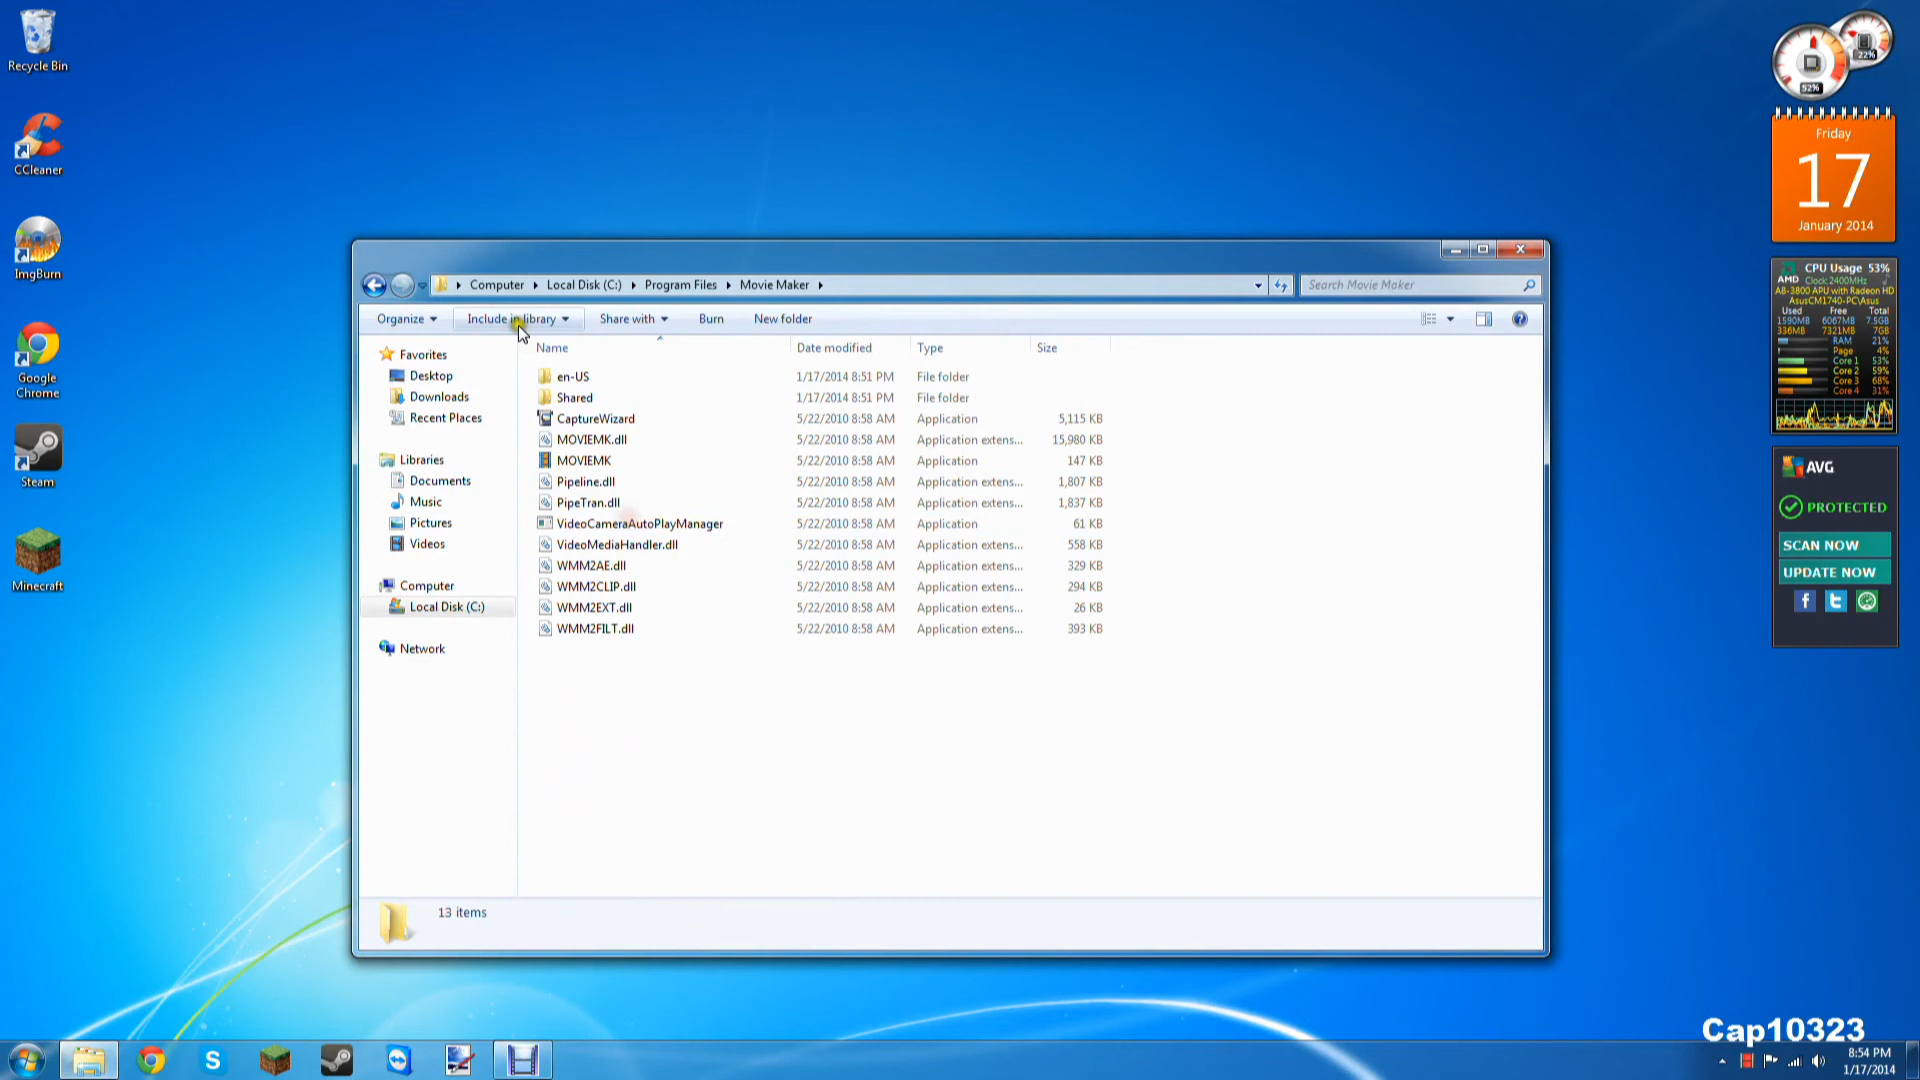 Recycle Bin
CCleaner
ImgBurn
Google
Chrome
Steam
Minecraft
Computer
Local Disk (C:)
Program Files
Movie Maker
Search Movie Maker
Organize
Include in library
Share with
Burn
New folder
Favorites
Desktop
Downloads
Recent Places
Libraries
Documents
Music
Pictures
Videos
Computer
Local Disk (C:)
Network
Name Date modified Type Size
en-US 1/17/2014 8:51 PM File folder
Shared 1/17/2014 8:51 PM File folder
CaptureWizard 5/22/2010 8:58 AM Application 5,115 KB
MOVIEMK.dll 5/22/2010 8:58 AM Application extens... 15,980 KB
MOVIEMK 5/22/2010 8:58 AM Application 147 KB
Pipeline.dll 5/22/2010 8:58 AM Application extens... 1,807 KB
PipeTran.dll 5/22/2010 8:58 AM Application extens... 1,837 KB
VideoCameraAutoPlayManager 5/22/2010 8:58 AM Application 61 KB
VideoMediaHandler.dll 5/22/2010 8:58 AM Application extens... 558 KB
WMM2AE.dll 5/22/2010 8:58 AM Application extens... 329 KB
WMM2CLIP.dll 5/22/2010 8:58 AM Application extens... 294 KB
WMM2EXT.dll 5/22/2010 8:58 AM Application extens... 26 KB
WMM2FILT.dll 5/22/2010 8:58 AM Application extens... 393 KB
13 items
22%
52%
Friday
17
January 2014
CPU Usage 53%
AMD Clock: 2400MHz
A8-3800 APU with Radeon HD
AsusCM1740-PC\Asus
Used Free Total
1590MB 6067MB 7.5GB
336MB 7321MB 7GB
RAM 21%
Page 4%
Core 1 53%
Core 2 59%
Core 3 68%
Core 4 31%
AVG
PROTECTED
SCAN NOW
UPDATE NOW
Cap10323
8:54 PM
1/17/2014